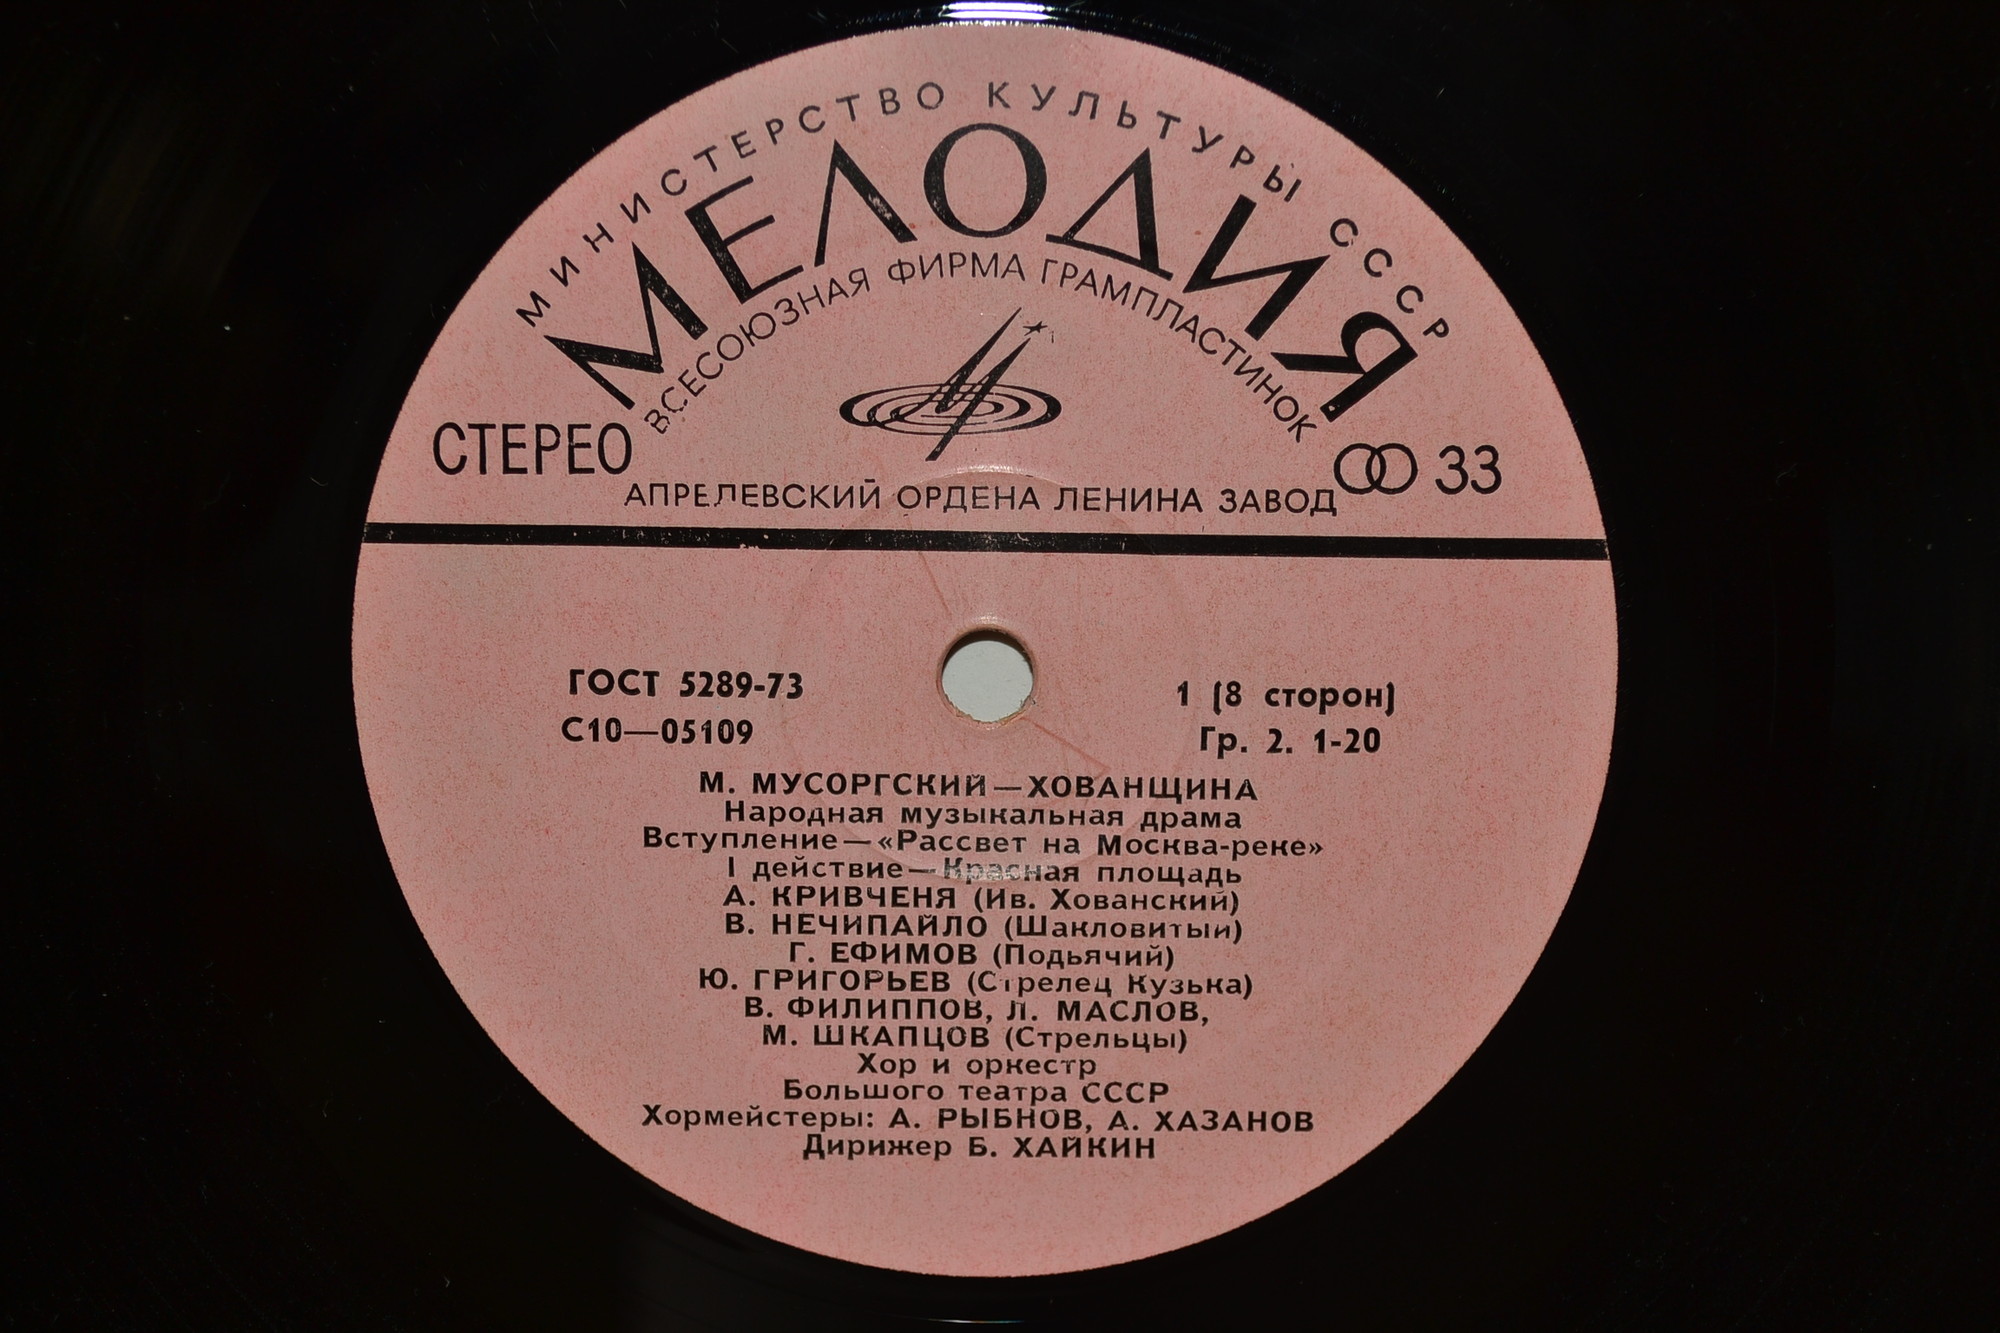 МИНИСТЕРСТВО КУЛЬТУРЫ СССР
МЕЛОДИЯ
ВСЕСОЮЗНАЯ ФИРМА ГРАМПЛАСТИНОК
СТЕРЕО
33
АПРЕЛЕВСКИЙ ОРДЕНА ЛЕНИНА ЗАВОД
ГОСТ 5289-73
1 (8 сторон)
С10—05109
Гр. 2. 1-20
М. МУСОРГСКИЙ—ХОВАНЩИНА
Народная музыкальная драма
Вступление—«Рассвет на Москва-реке»
I действие—Красная площадь
А. КРИВЧЕНЯ (Ив. Хованский)
В. НЕЧИПАЙЛО (Шакловитый)
Г. ЕФИМОВ (Подьячий)
Ю. ГРИГОРЬЕВ (Стрелец Кузька)
В. ФИЛИППОВ, Л. МАСЛОВ,
М. ШКАПЦОВ (Стрельцы)
Хор и оркестр
Большого театра СССР
Хормейстеры: А. РЫБНОВ, А. ХАЗАНОВ
Дирижер Б. ХАЙКИН